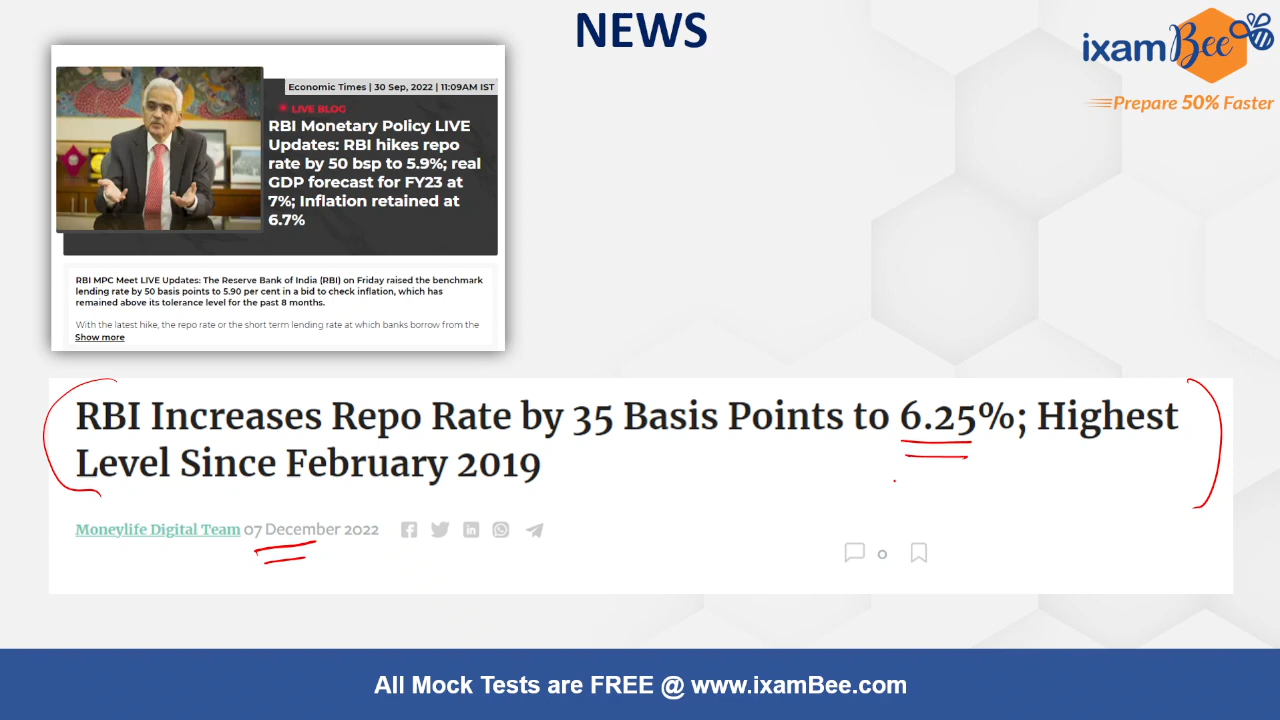 NEWS
ixamBee
Prepare 50% Faster
Economic Times | 30 Sep, 2022 | 11:09AM IST
LIVE BLOG
RBI Monetary Policy LIVE
Updates: RBI hikes repo
rate by 50 bsp to 5.9%; real
GDP forecast for FY23 at
7%; Inflation retained at
6.7%
RBI MPC Meet LIVE Updates: The Reserve Bank of India (RBI) on Friday raised the benchmark
lending rate by 50 basis points to 5.90 per cent in a bid to check inflation, which has
remained above its tolerance level for the past 8 months.
With the latest hike, the repo rate or the short term lending rate at which banks borrow from the
Show more
RBI Increases Repo Rate by 35 Basis Points to 6.25%; Highest
Level Since February 2019
Moneylife Digital Team 07 December 2022
0
All Mock Tests are FREE @ www.ixamBee.com